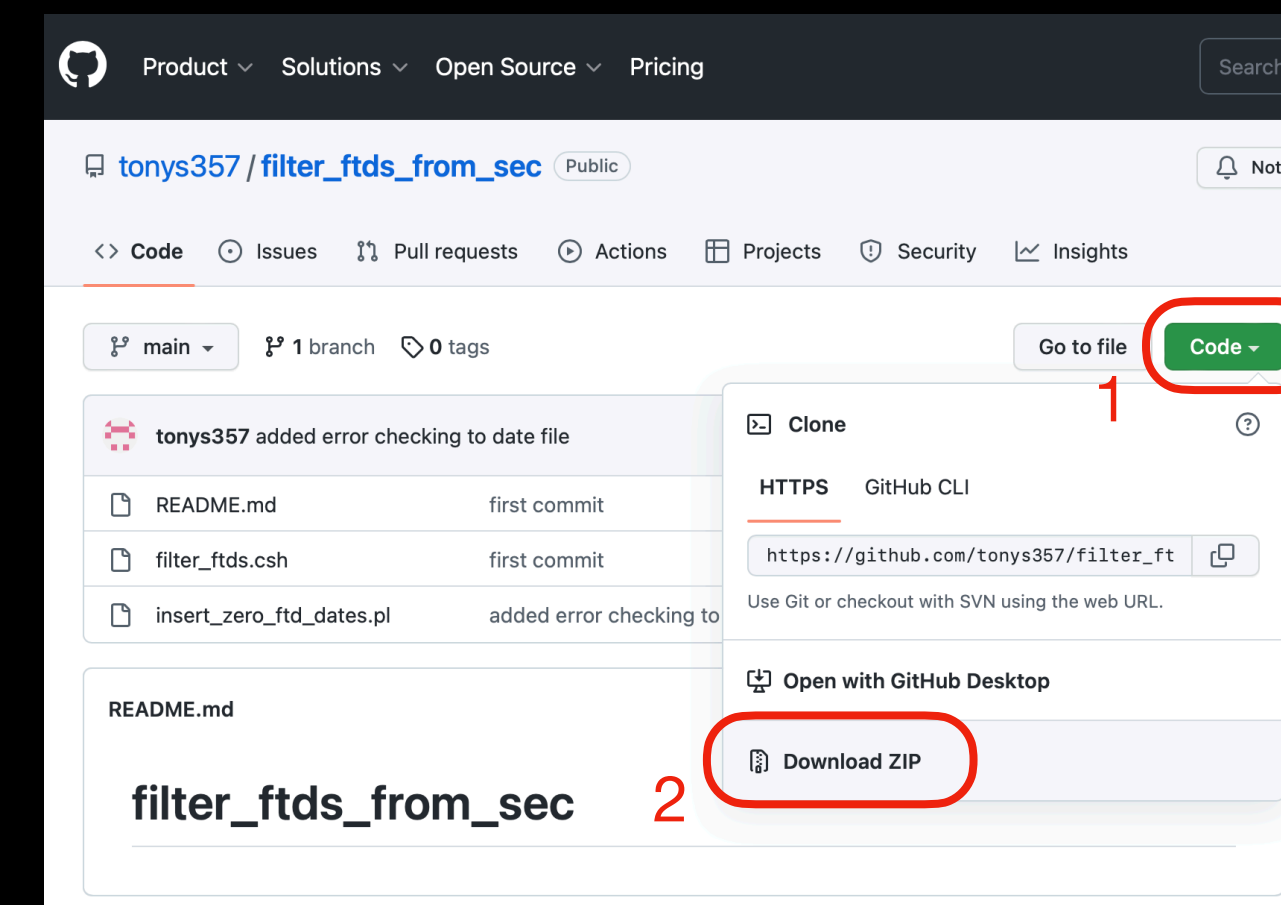 Product Solutions Open Source Pricing Search
tonys357 / filter_ftds_from_sec Public
Not
Code Issues Pull requests Actions Projects Security Insights
main 1 branch 0 tags Go to file Code
1
tonys357 added error checking to date file
README.md first commit
filter_ftds.csh first commit
insert_zero_ftd_dates.pl added error checking to
Clone
HTTPS GitHub CLI
https://github.com/tonys357/filter_ft
Use Git or checkout with SVN using the web URL.
Open with GitHub Desktop
Download ZIP
2
README.md
filter_ftds_from_sec